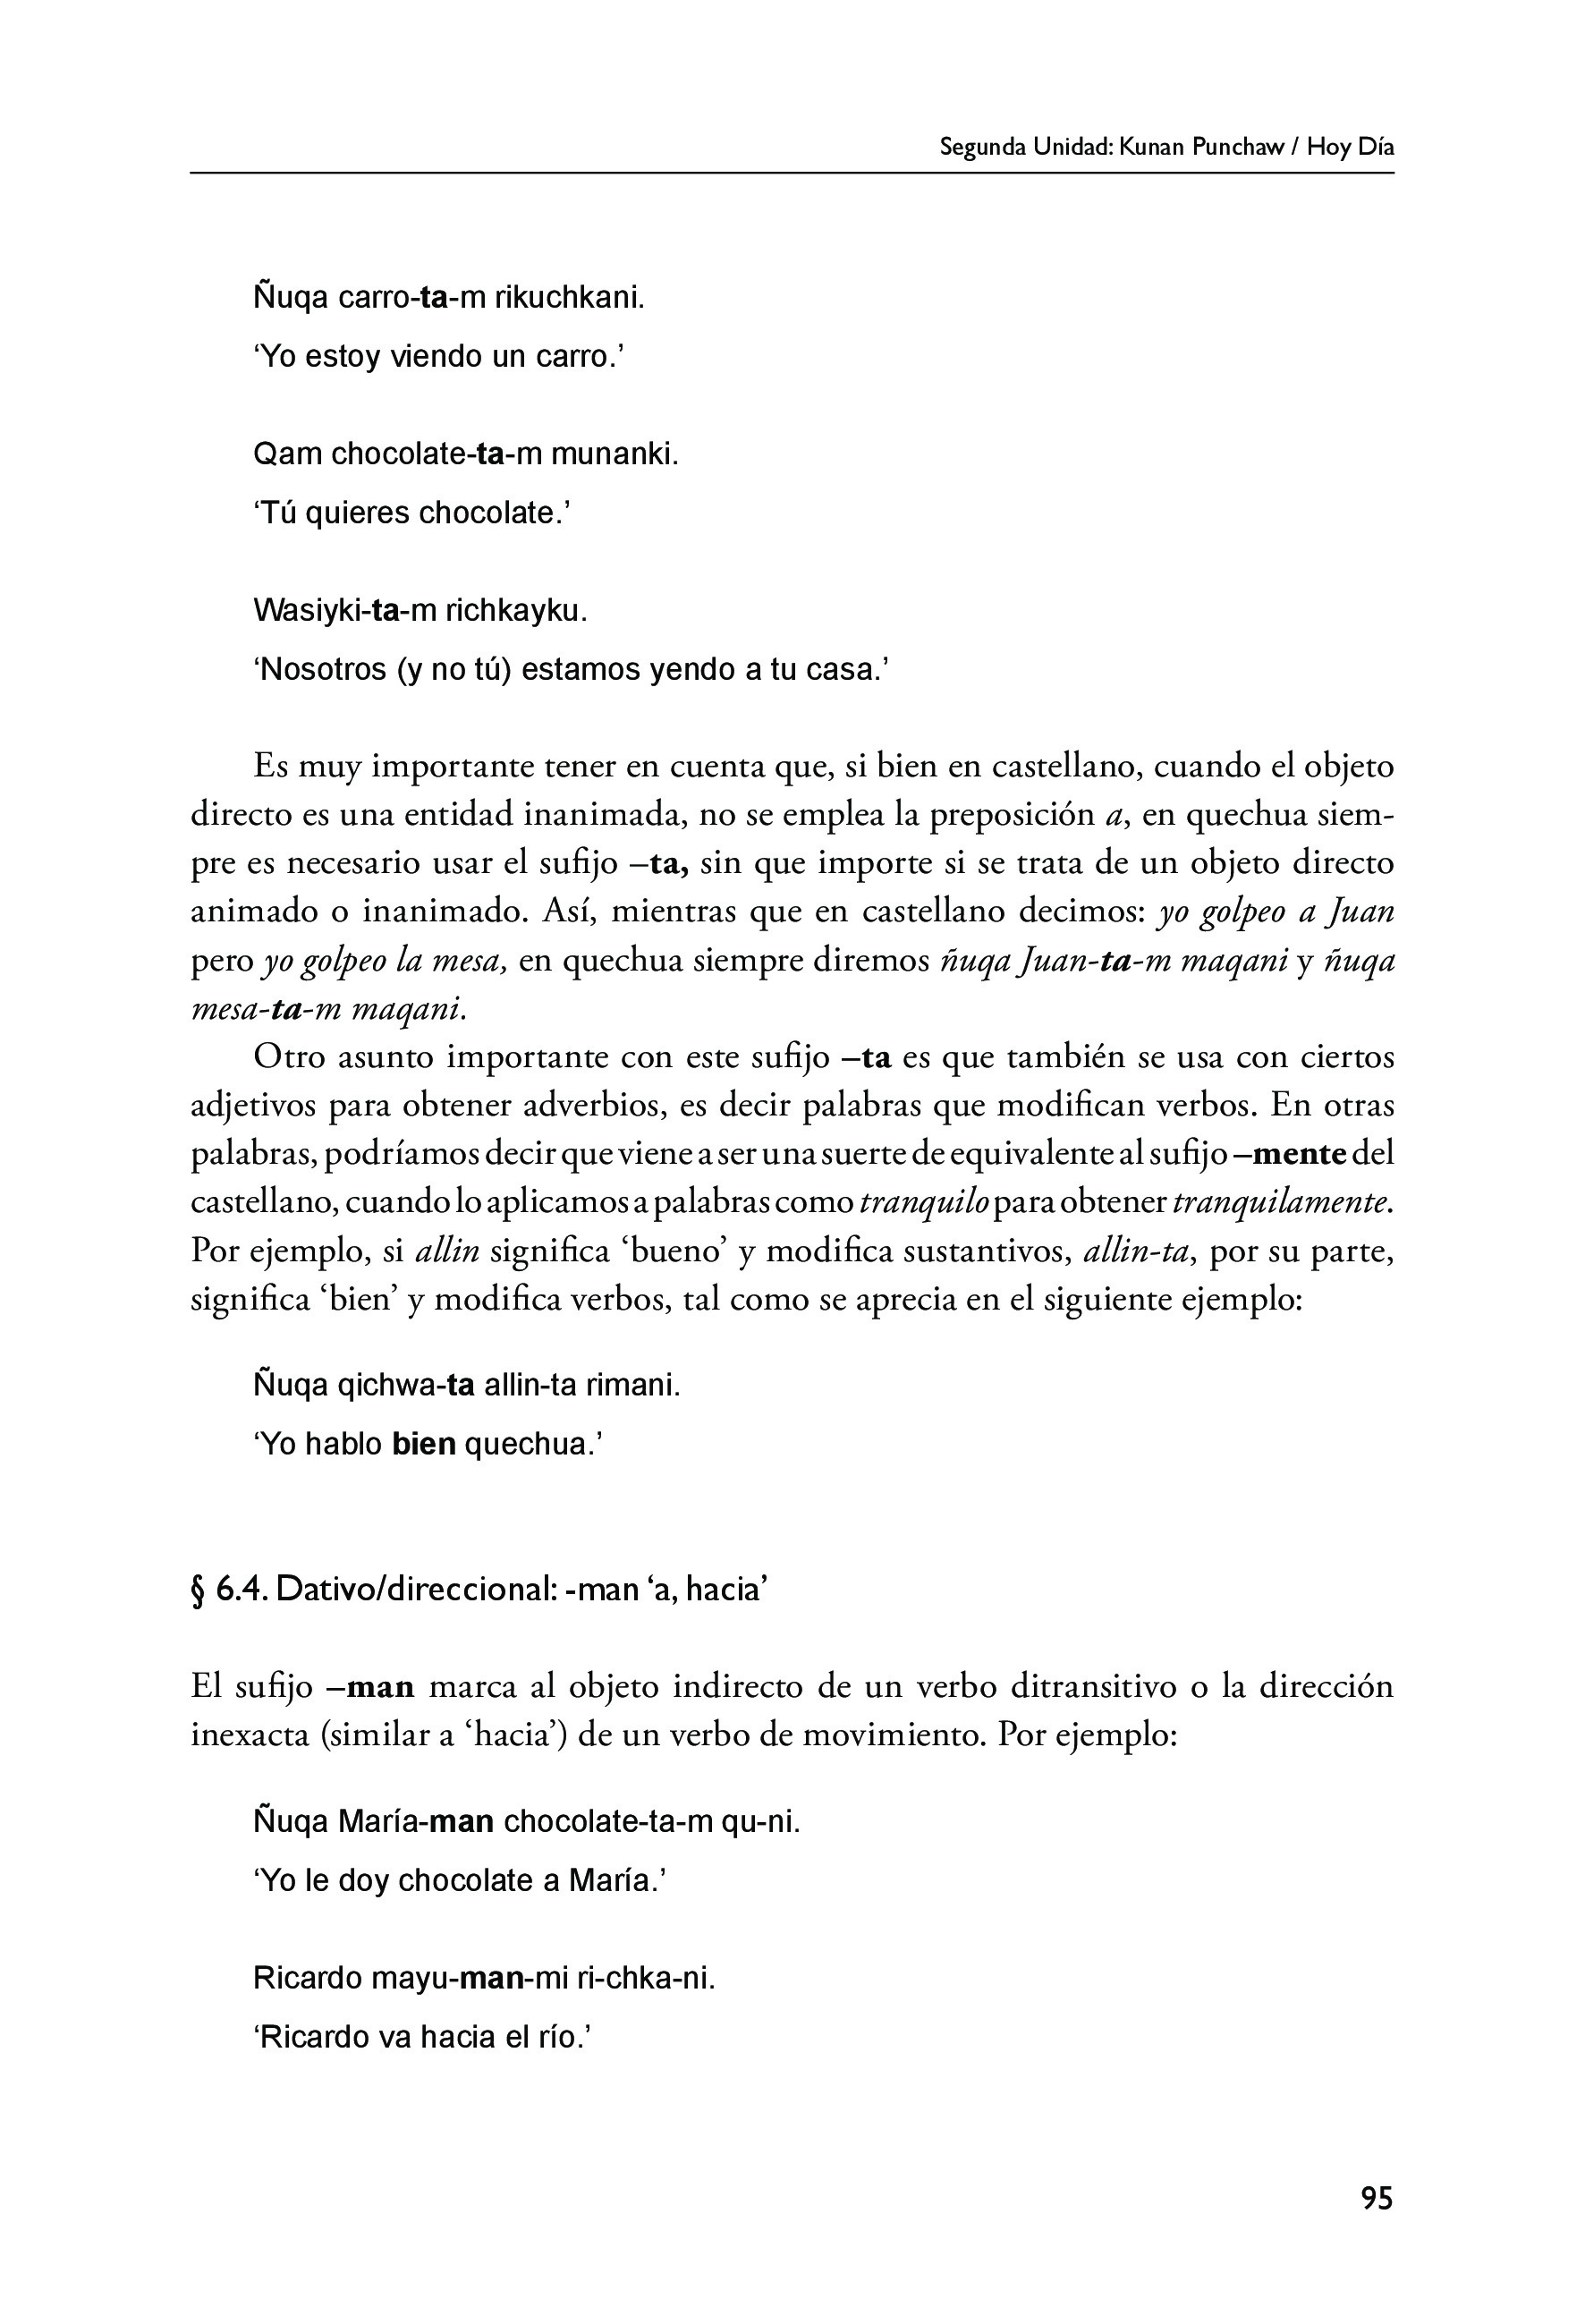 Segunda Unidad: Kunan Punchaw / Hoy Día
Ñuqa carro-ta-m rikuchkani.
‘Yo estoy viendo un carro.’
Qam chocolate-ta-m munanki.
‘Tú quieres chocolate.’
Wasiyki-ta-m richkayku.
‘Nosotros (y no tú) estamos yendo a tu casa.’
Es muy importante tener en cuenta que, si bien en castellano, cuando el objeto
directo es una entidad inanimada, no se emplea la preposición a, en quechua siem-
pre es necesario usar el sufijo –ta, sin que importe si se trata de un objeto directo
animado o inanimado. Así, mientras que en castellano decimos: yo golpeo a Juan
pero yo golpeo la mesa, en quechua siempre diremos ñuqa Juan-ta-m maqani y ñuqa
mesa-ta-m maqani.
Otro asunto importante con este sufijo –ta es que también se usa con ciertos
adjetivos para obtener adverbios, es decir palabras que modifican verbos. En otras
palabras, podríamos decir que viene a ser una suerte de equivalente al sufijo –mente del
castellano, cuando lo aplicamos a palabras como tranquilo para obtener tranquilamente.
Por ejemplo, si allin significa ‘bueno’ y modifica sustantivos, allin-ta, por su parte,
significa ‘bien’ y modifica verbos, tal como se aprecia en el siguiente ejemplo:
Ñuqa qichwa-ta allin-ta rimani.
‘Yo hablo bien quechua.’
§ 6.4. Dativo/direccional: -man ‘a, hacia’
El sufijo –man marca al objeto indirecto de un verbo ditransitivo o la dirección
inexacta (similar a ‘hacia’) de un verbo de movimiento. Por ejemplo:
Ñuqa María-man chocolate-ta-m qu-ni.
‘Yo le doy chocolate a María.’
Ricardo mayu-man-mi ri-chka-ni.
‘Ricardo va hacia el río.’
95